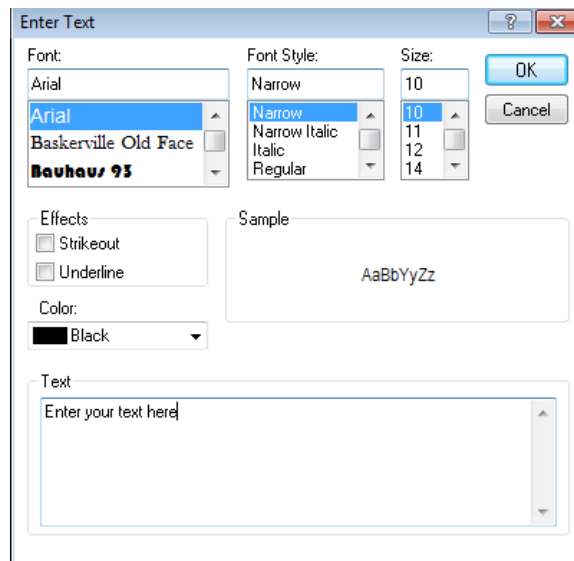 Enter Text
Font: Font Style: Size:
Arial Narrow 10 OK
Arial Narrow 10 Cancel
Baskerville Old Face Narrow Italic 11
Italic 12
Bauhaus 93 Regular 14
Effects Sample
Strikeout
Underline AaBbYyZz
Color:
Black
Text
Enter your text here